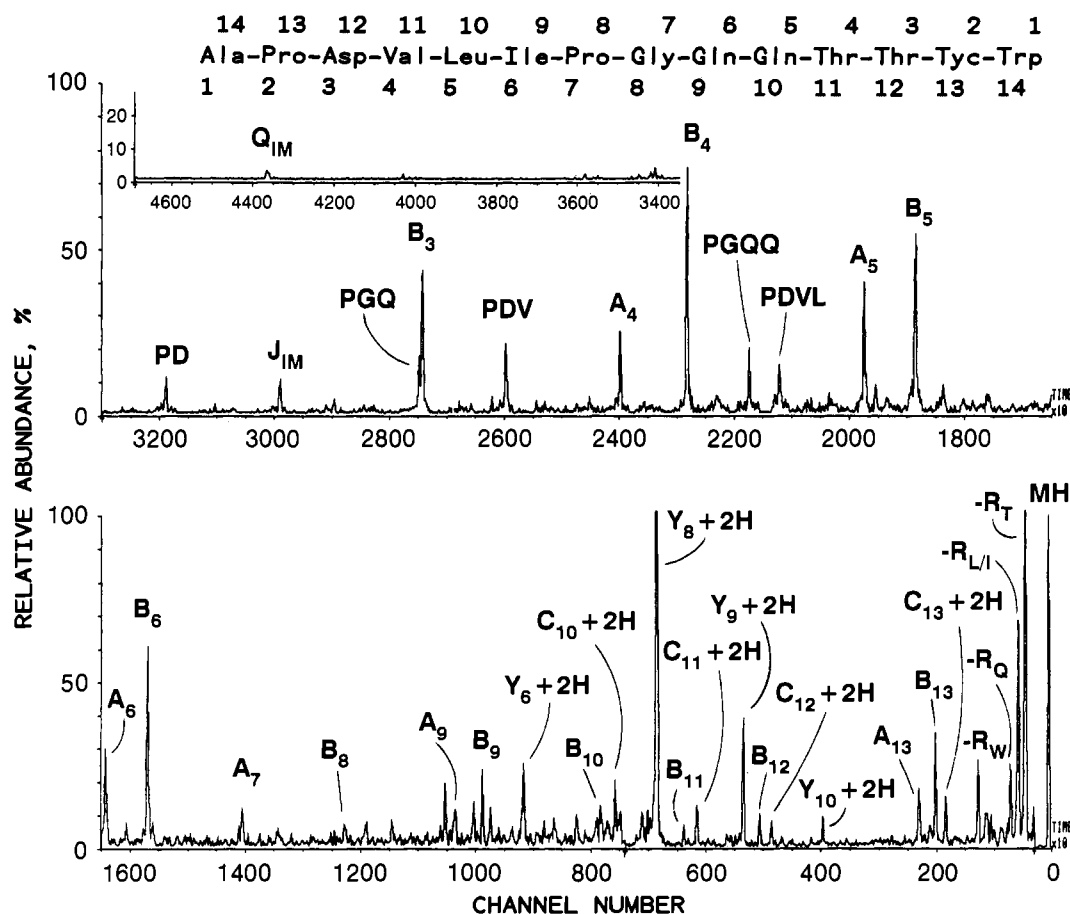 14 13 12 11 10 9 8 7 6 5 4 3 2 1
Ala-Pro-Asp-Val-Leu-Ile-Pro-Gly-Gln-Gln-Thr-Thr-Tyc-Trp
1 2 3 4 5 6 7 8 9 10 11 12 13 14
RELATIVE ABUNDANCE, %
100
50
0
20
10
0
Q_IM
4600 4400 4200 4000 3800 3600 3400
PD
J_IM
PGQ
B_3
PDV
A_4
B_4
PGQQ
PDVL
A_5
B_5
TIME
x10
3200 3000 2800 2600 2400 2200 2000 1800
100
50
0
A_6
B_6
A_7
B_8
A_9
B_9
Y_6 + 2H
C_10 + 2H
B_10
Y_8 + 2H
B_11
C_11 + 2H
Y_9 + 2H
B_12
C_12 + 2H
Y_10 + 2H
A_13
B_13
C_13 + 2H
-R_W
-R_Q
-R_L/I
-R_T
MH
TIME
x10
1600 1400 1200 1000 800 600 400 200 0
CHANNEL NUMBER